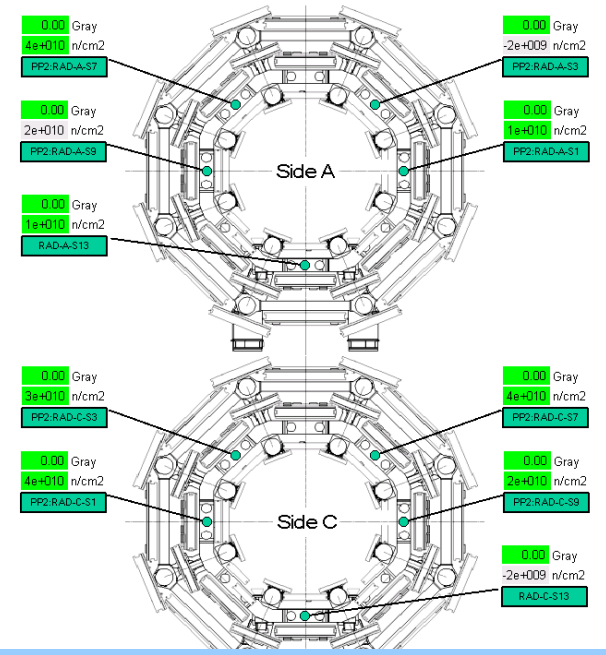 0.00 Gray
4e+010 n/cm2
PP2:RAD-A-S7
0.00 Gray
-2e+009 n/cm2
PP2:RAD-A-S3
0.00 Gray
2e+010 n/cm2
PP2:RAD-A-S9
0.00 Gray
1e+010 n/cm2
PP2:RAD-A-S1
Side A
0.00 Gray
1e+010 n/cm2
RAD-A-S13
0.00 Gray
3e+010 n/cm2
PP2:RAD-C-S3
0.00 Gray
4e+010 n/cm2
PP2:RAD-C-S7
0.00 Gray
4e+010 n/cm2
PP2:RAD-C-S1
0.00 Gray
2e+010 n/cm2
PP2:RAD-C-S9
Side C
0.00 Gray
-2e+009 n/cm2
RAD-C-S13